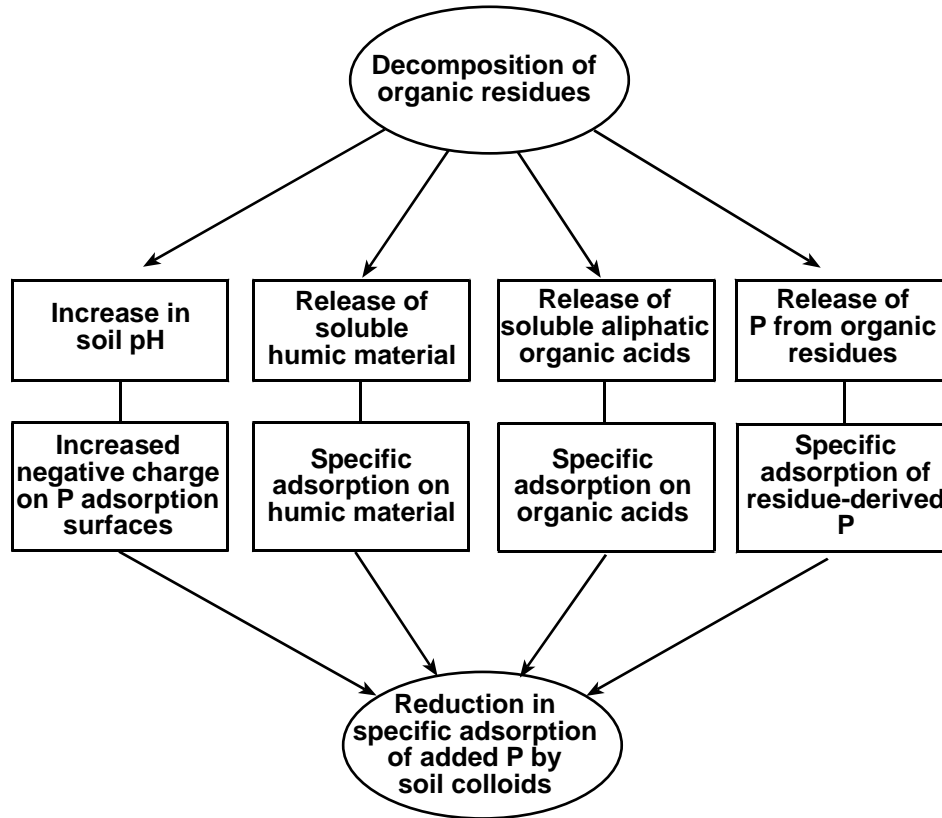 Decomposition of
organic residues
Increase in
soil pH
Release of
soluble
humic material
Release of
soluble aliphatic
organic acids
Release of
P from organic
residues
Increased
negative charge
on P adsorption
surfaces
Specific
adsorption on
humic material
Specific
adsorption on
organic acids
Specific
adsorption of
residue-derived
P
Reduction in
specific adsorption
of added P by
soil colloids